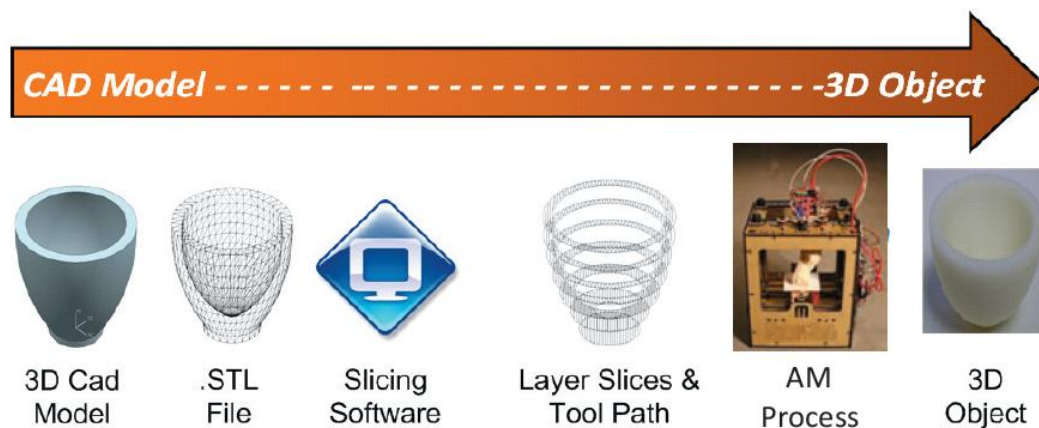 CAD Model - - - - - - -- - - - - - - - - - - - - - - - - - - - - - -3D Object
3D Cad
Model
.STL
File
Slicing
Software
Layer Slices &
Tool Path
AM
Process
3D
Object